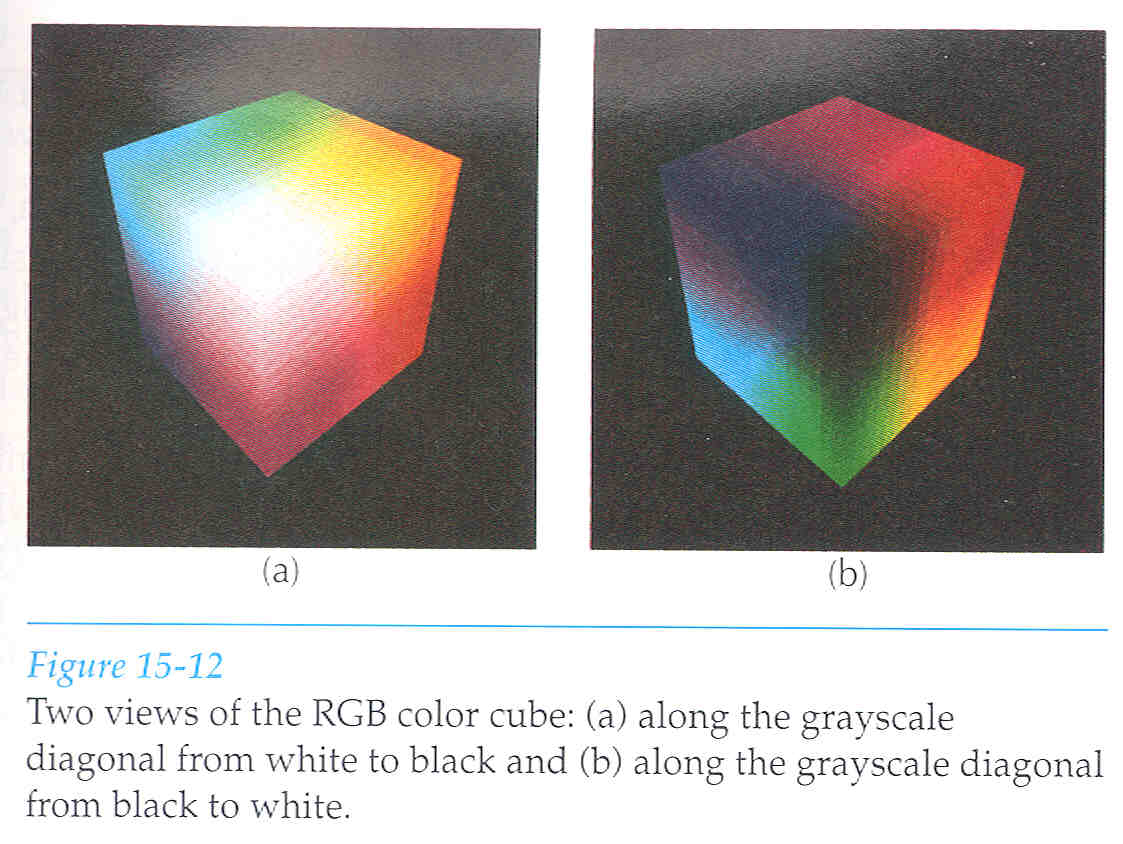 (a)
(b)
Figure 15-12
Two views of the RGB color cube: (a) along the grayscale
diagonal from white to black and (b) along the grayscale diagonal
from black to white.